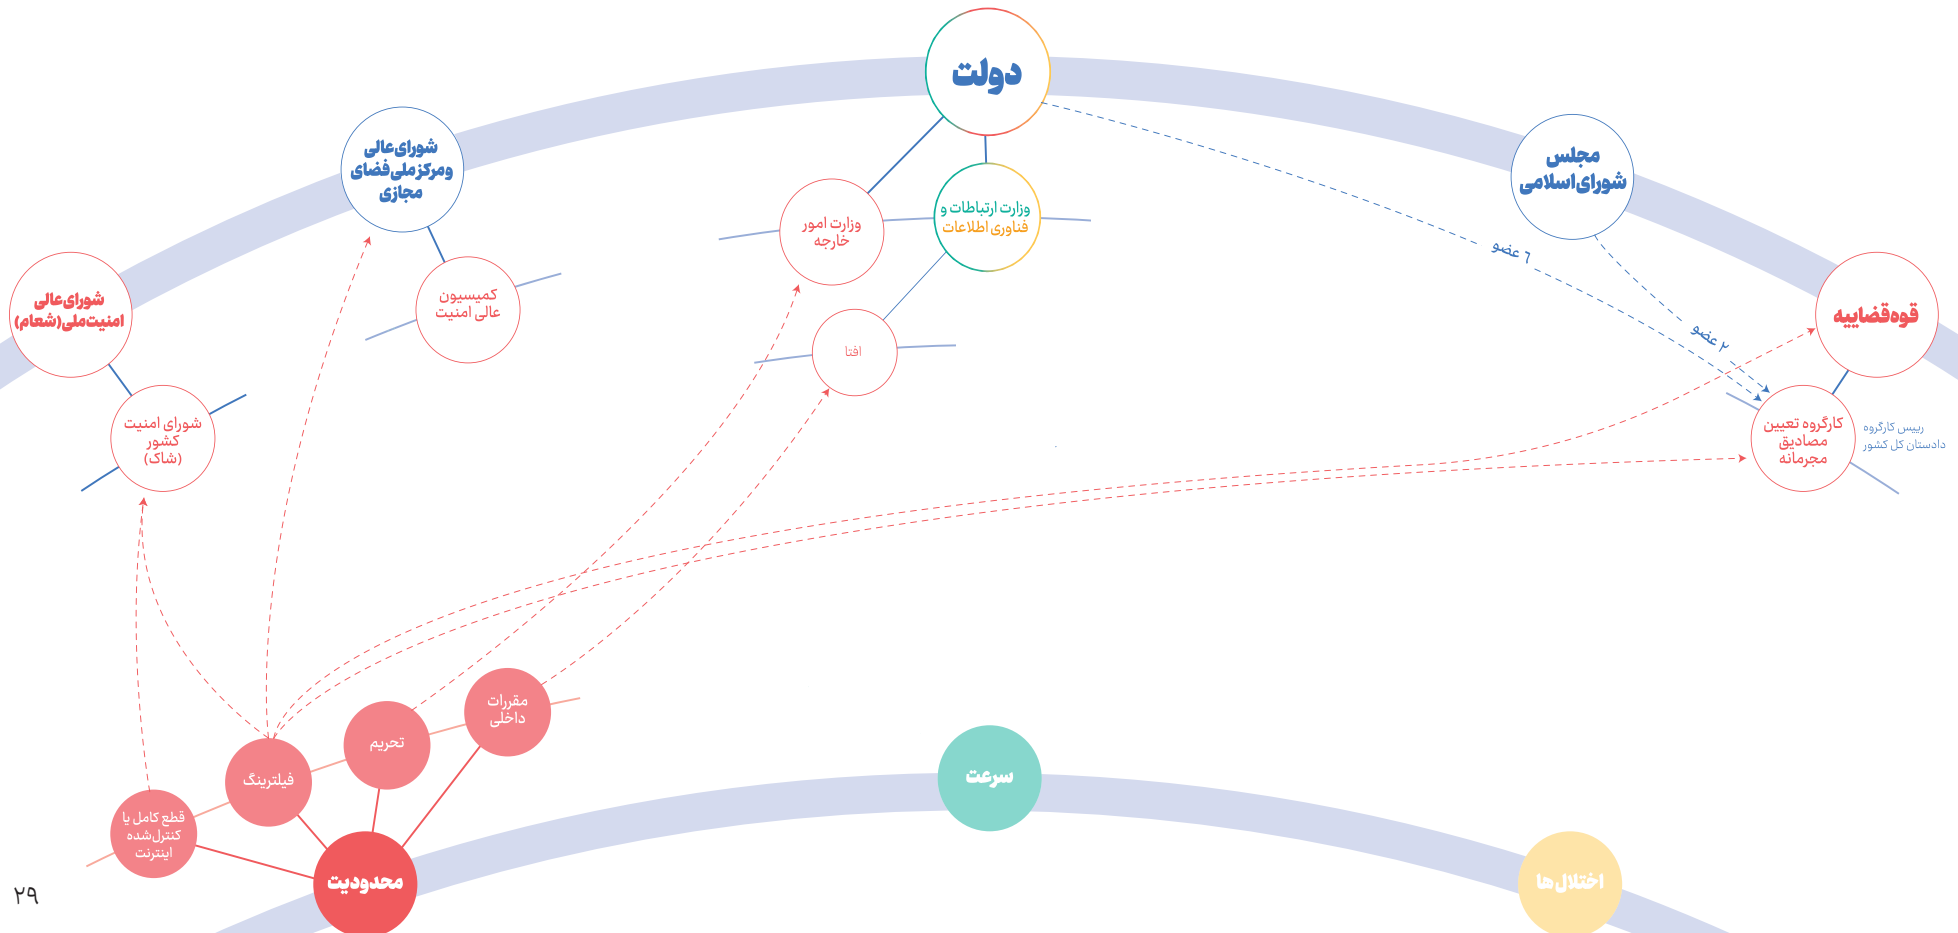 دولت
مجلس
شورای‌اسلامی
شورای‌عالی
و مرکز ملی فضای
مجازی
وزارت ارتباطات و
فناوری اطلاعات
وزارت امور
خارجه
۶ عضو
قوه‌قضاییه
کمیسیون
عالی امنیت
شورای‌عالی
امنیت‌ملی(شعام)
۲ عضو
افتا
کارگروه تعیین
مصادیق
مجرمانه
رییس کارگروه
دادستان کل کشور
شورای امنیت
کشور
(شاک)
مقررات
داخلی
تحریم
فیلترینگ
قطع کامل یا
کنترل‌شده
اینترنت
سرعت
محدودیت
اختلال‌ها
۲۹